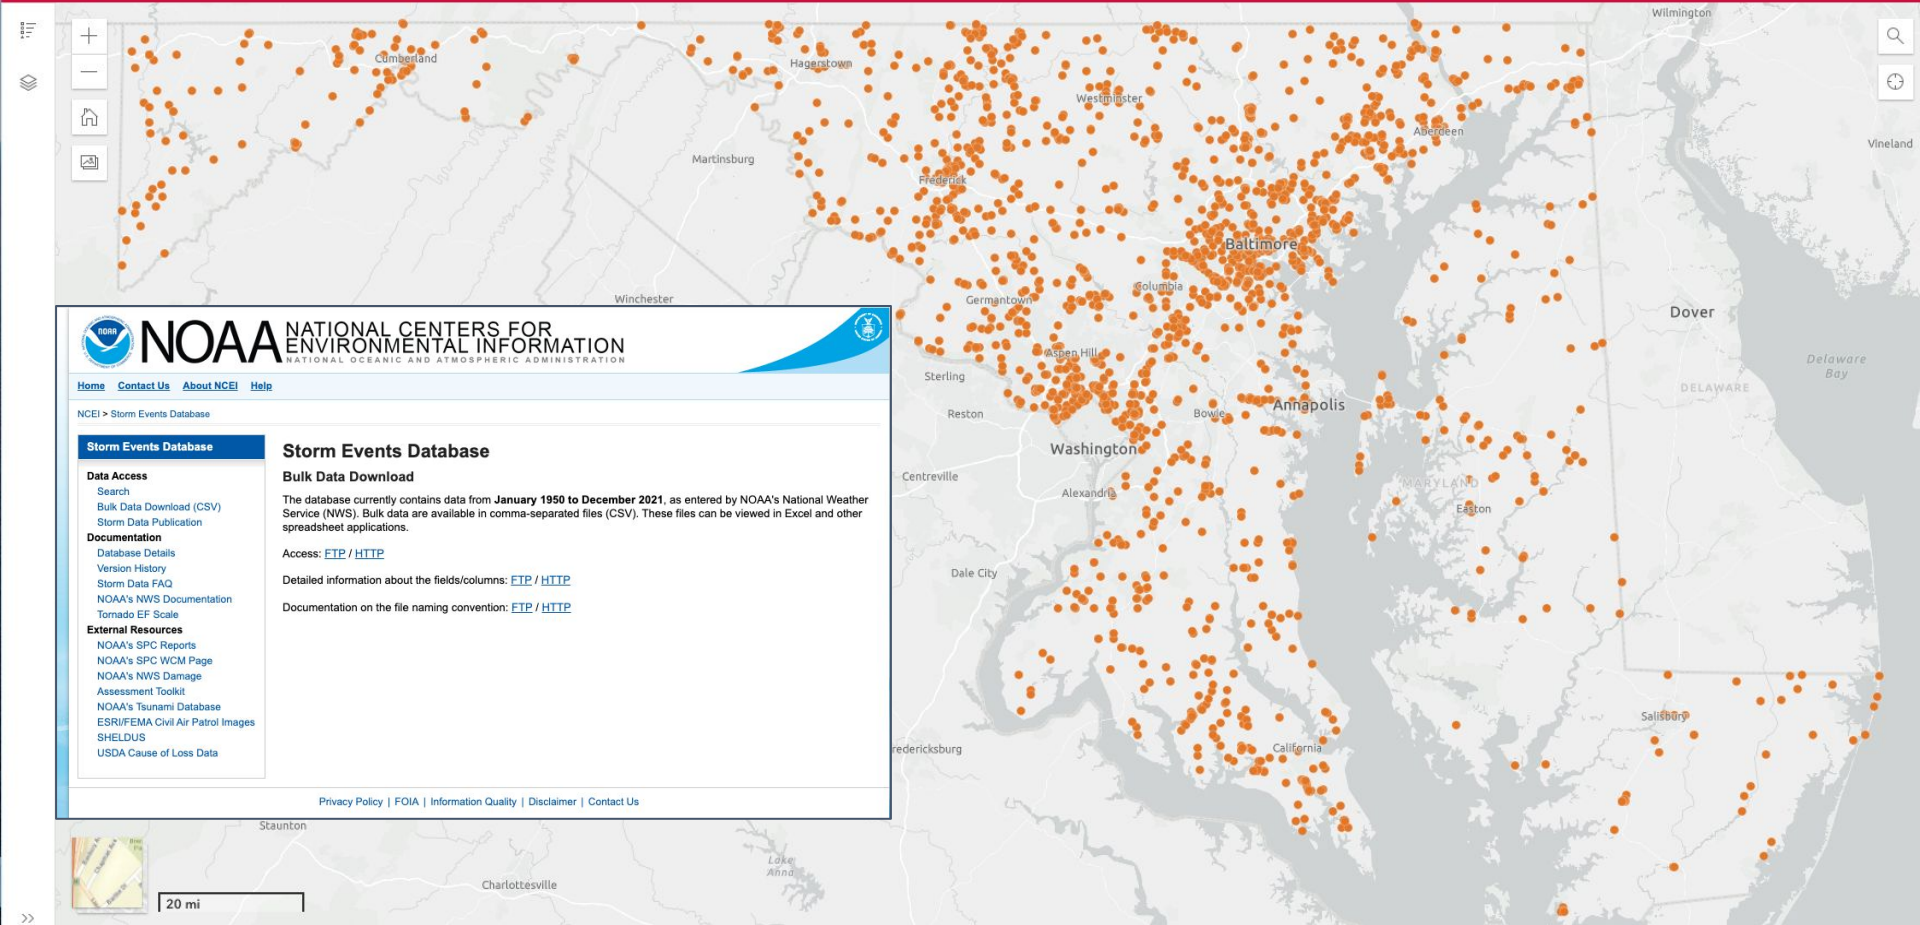 Wilmington
Cumberland
Hagerstown
Westminster
Aberdeen
Vineland
Martinsburg
Frederick
Baltimore
Columbia
Winchester
Germantown
Dover
Aspen Hill
Delaware
Bay
Sterling
DELAWARE
Reston
Bowie
Annapolis
Washington
Centreville
MARYLAND
Alexandria
Easton
Dale City
Salisbury
California
redericksburg
NOAA
NOAA NATIONAL CENTERS FOR
ENVIRONMENTAL INFORMATION
NATIONAL OCEANIC AND ATMOSPHERIC ADMINISTRATION
Home Contact Us About NCEI Help
NCEI > Storm Events Database
Storm Events Database
Data Access
Search
Bulk Data Download (CSV)
Storm Data Publication
Documentation
Database Details
Version History
Storm Data FAQ
NOAA's NWS Documentation
Tornado EF Scale
External Resources
NOAA's SPC Reports
NOAA's SPC WCM Page
NOAA's NWS Damage
Assessment Toolkit
NOAA's Tsunami Database
ESRI/FEMA Civil Air Patrol Images
SHELDUS
USDA Cause of Loss Data
Storm Events Database
Bulk Data Download
The database currently contains data from January 1950 to December 2021, as entered by NOAA's National Weather
Service (NWS). Bulk data are available in comma-separated files (CSV). These files can be viewed in Excel and other
spreadsheet applications.
Access: FTP / HTTP
Detailed information about the fields/columns: FTP / HTTP
Documentation on the file naming convention: FTP / HTTP
Privacy Policy | FOIA | Information Quality | Disclaimer | Contact Us
Staunton
Lake
Anna
Charlottesville
20 mi